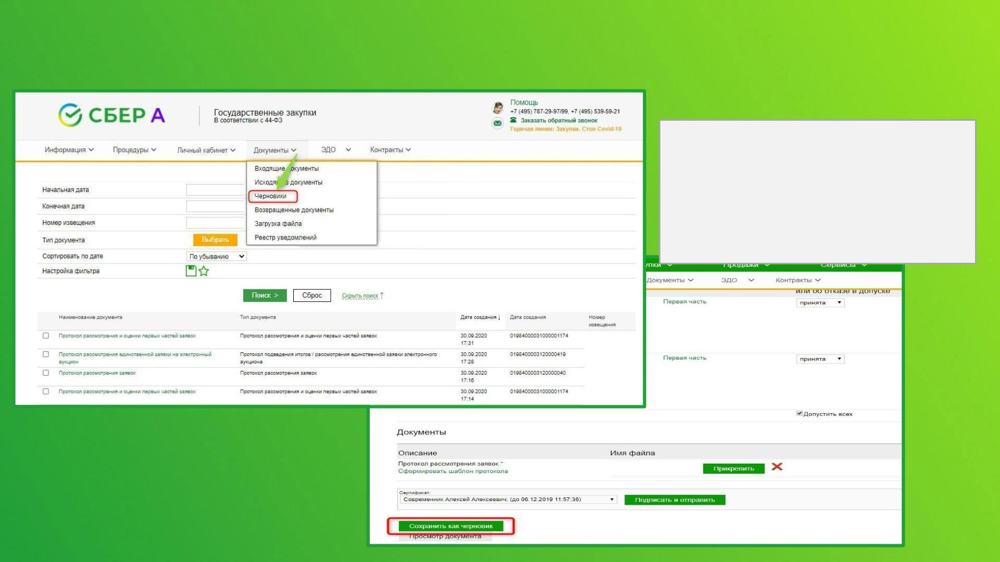 СБЕР А
Государственные закупки
В соответствии с 44-ФЗ
Помощь
+7 (495) 787-29-97/99, +7 (495) 539-59-21
Заказать обратный звонок
Горячая линия: Закупки. Стоп Covid-19
Информация Процедуры Личный кабинет Документы ЭДО Контракты
Входящие документы
Исходящие документы
Черновики
Возвращенные документы
Загрузка файла
Реестр уведомлений
Начальная дата
Конечная дата
Номер извещения
Тип документа Выбрать
Сортировать по дате По убыванию
Настройка фильтра
Поиск > Сброс Скрыть поиск ↑
Наименование документа Тип документа Дата создания ↓ Дата создания Номер
извещения
Протокол рассмотрения и оценки первых частей заявок Протокол рассмотрения и оценки первых частей заявок 30.09.2020 01984000031000001174
17:31
Протокол рассмотрения единственной заявки на электронный Протокол подведения итогов / рассмотрения единственной заявки электронного 30.09.2020 0198400003120000419
аукцион аукциона 17:28
Протокол рассмотрения заявок Протокол рассмотрения заявок 30.09.2020 0198400003120000040
17:16
Протокол рассмотрения и оценки первых частей заявок Протокол рассмотрения и оценки первых частей заявок 30.09.2020 01984000031000001174
17:14
Продажи Сервисы
Документы ЭДО Контракты
или об отказе в допуске
Первая часть принята
Первая часть принята
Допустить всех
Документы
Описание Имя файла
Протокол рассмотрения заявок *
Сформировать шаблон протокола Прикрепить
Сертификат:
Современник Алексей Алексеевич; (до 06.12.2019 11:57:36) Подписать и отправить
Сохранить как черновик
Просмотр документа